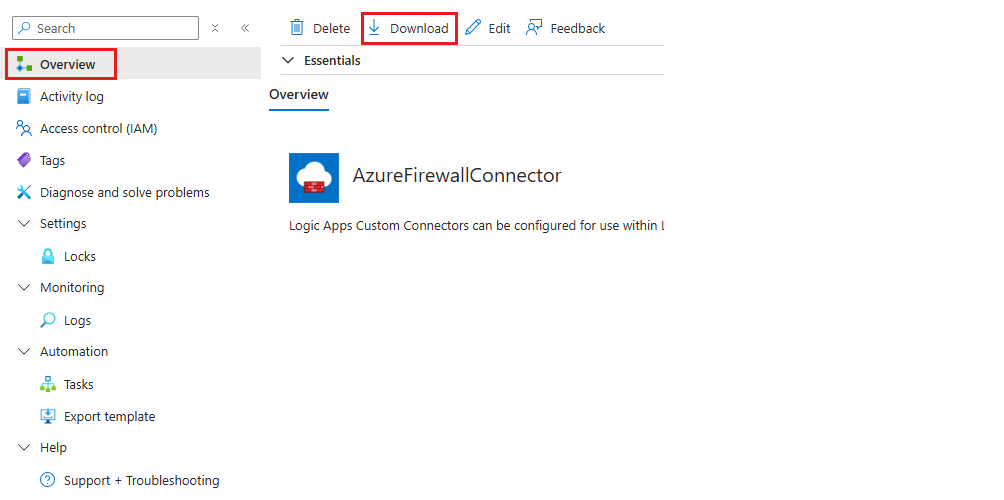 Search
Delete Download Edit Feedback
Essentials
Overview
Overview
Activity log
Access control (IAM)
Tags
Diagnose and solve problems
Settings
Locks
Monitoring
Logs
Automation
Tasks
Export template
Help
Support + Troubleshooting
AzureFirewallConnector
Logic Apps Custom Connectors can be configured for use within L